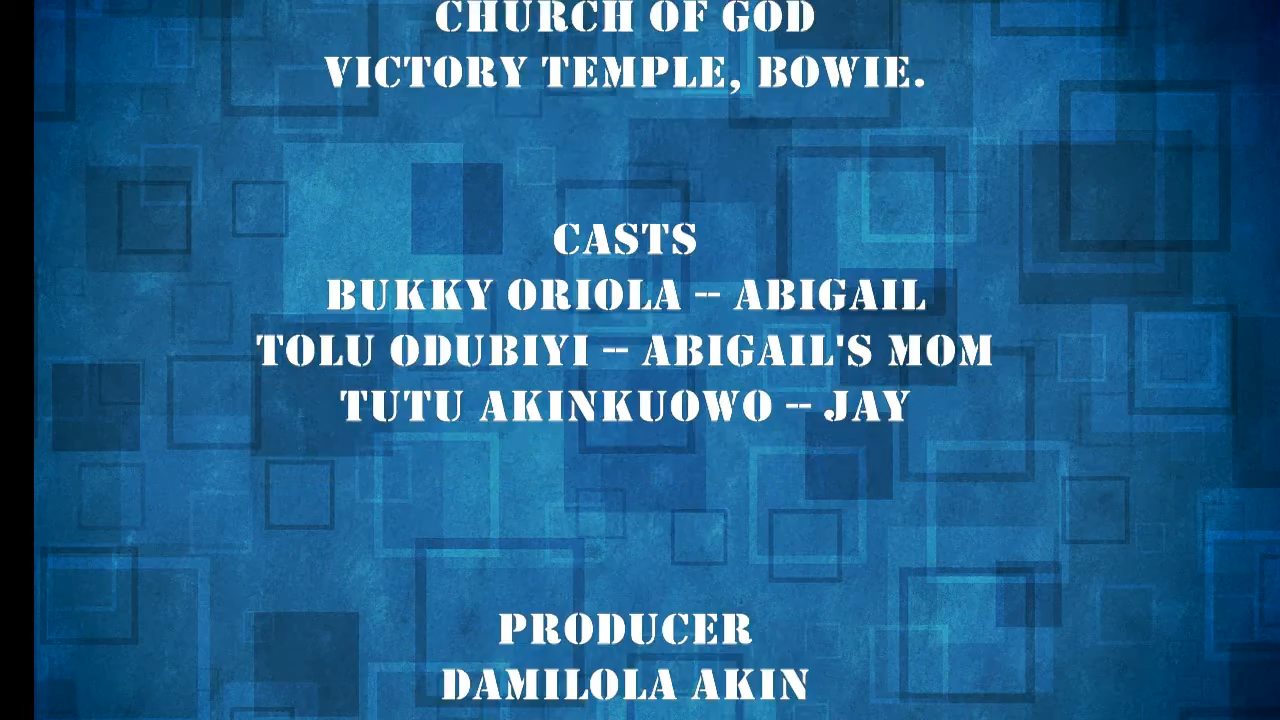 CHURCH OF GOD
VICTORY TEMPLE, BOWIE.
CASTS
BUKKY ORIOLA -- ABIGAIL
TOLU ODUBIYI -- ABIGAIL'S MOM
TUTU AKINKUOWO -- JAY
PRODUCER
DAMILOLA AKIN